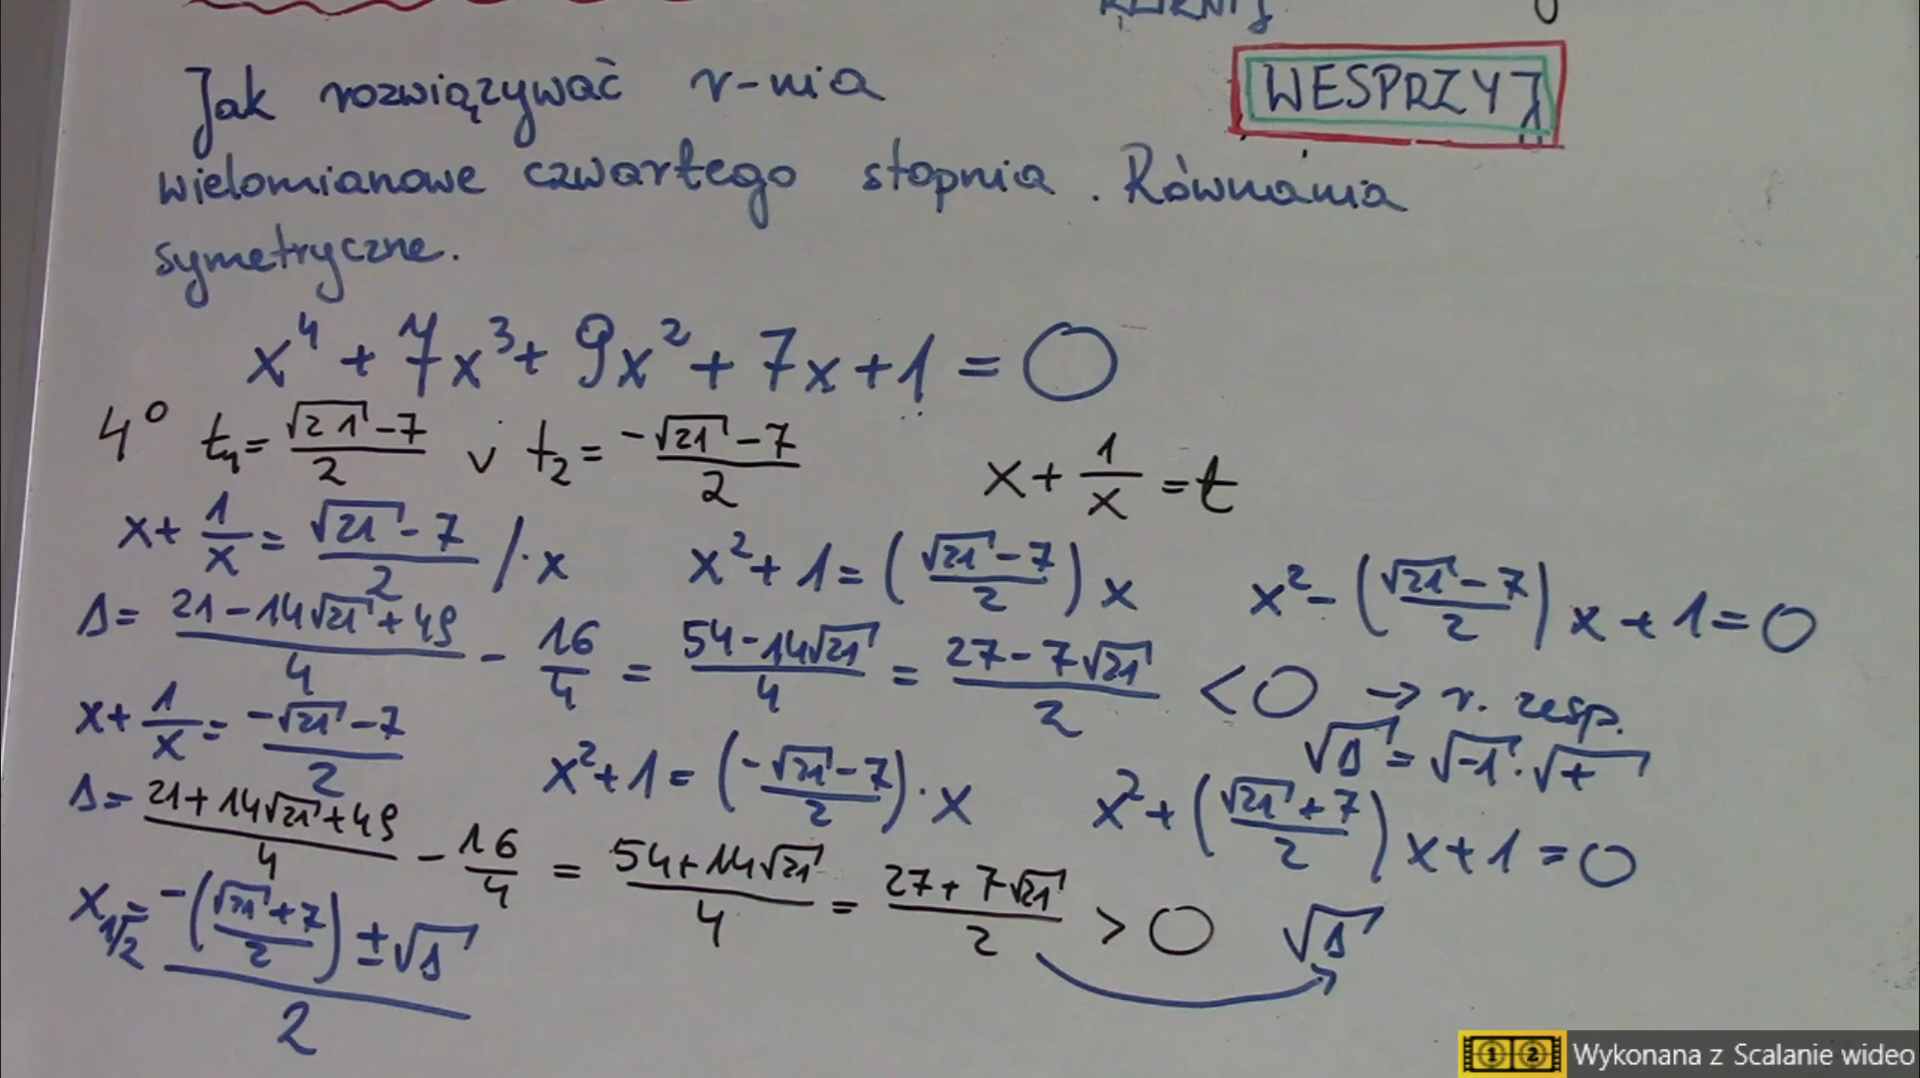 WESPRZYJ
Jak rozwiązywać r-nia
wielomianowe czwartego stopnia. Równania
symetryczne.
x⁴ + 7x³ + 9x² + 7x + 1 = 0
4° t₁ = (√21 - 7)/2 v t₂ = (-√21 - 7)/2 x + 1/x = t
x + 1/x = (√21 - 7)/2 /·x x² + 1 = ((√21 - 7)/2) x x² - ((√21 - 7)/2) x + 1 = 0
Δ = (21 - 14√21 + 49)/4 - 16/4 = (54 - 14√21)/4 = (27 - 7√21)/2 < 0 → r. zesp.
√Δ = √-1 · √+
x + 1/x = (-√21 - 7)/2 x² + 1 = ((-√21 - 7)/2) · x x² + ((√21 + 7)/2) x + 1 = 0
Δ = (21 + 14√21 + 49)/4 - 16/4 = (54 + 14√21)/4 = (27 + 7√21)/2 > 0 √Δ
x₁/₂ = (-((√21 + 7)/2) ± √Δ)/2
1 2 Wykonana z Scalanie wideo